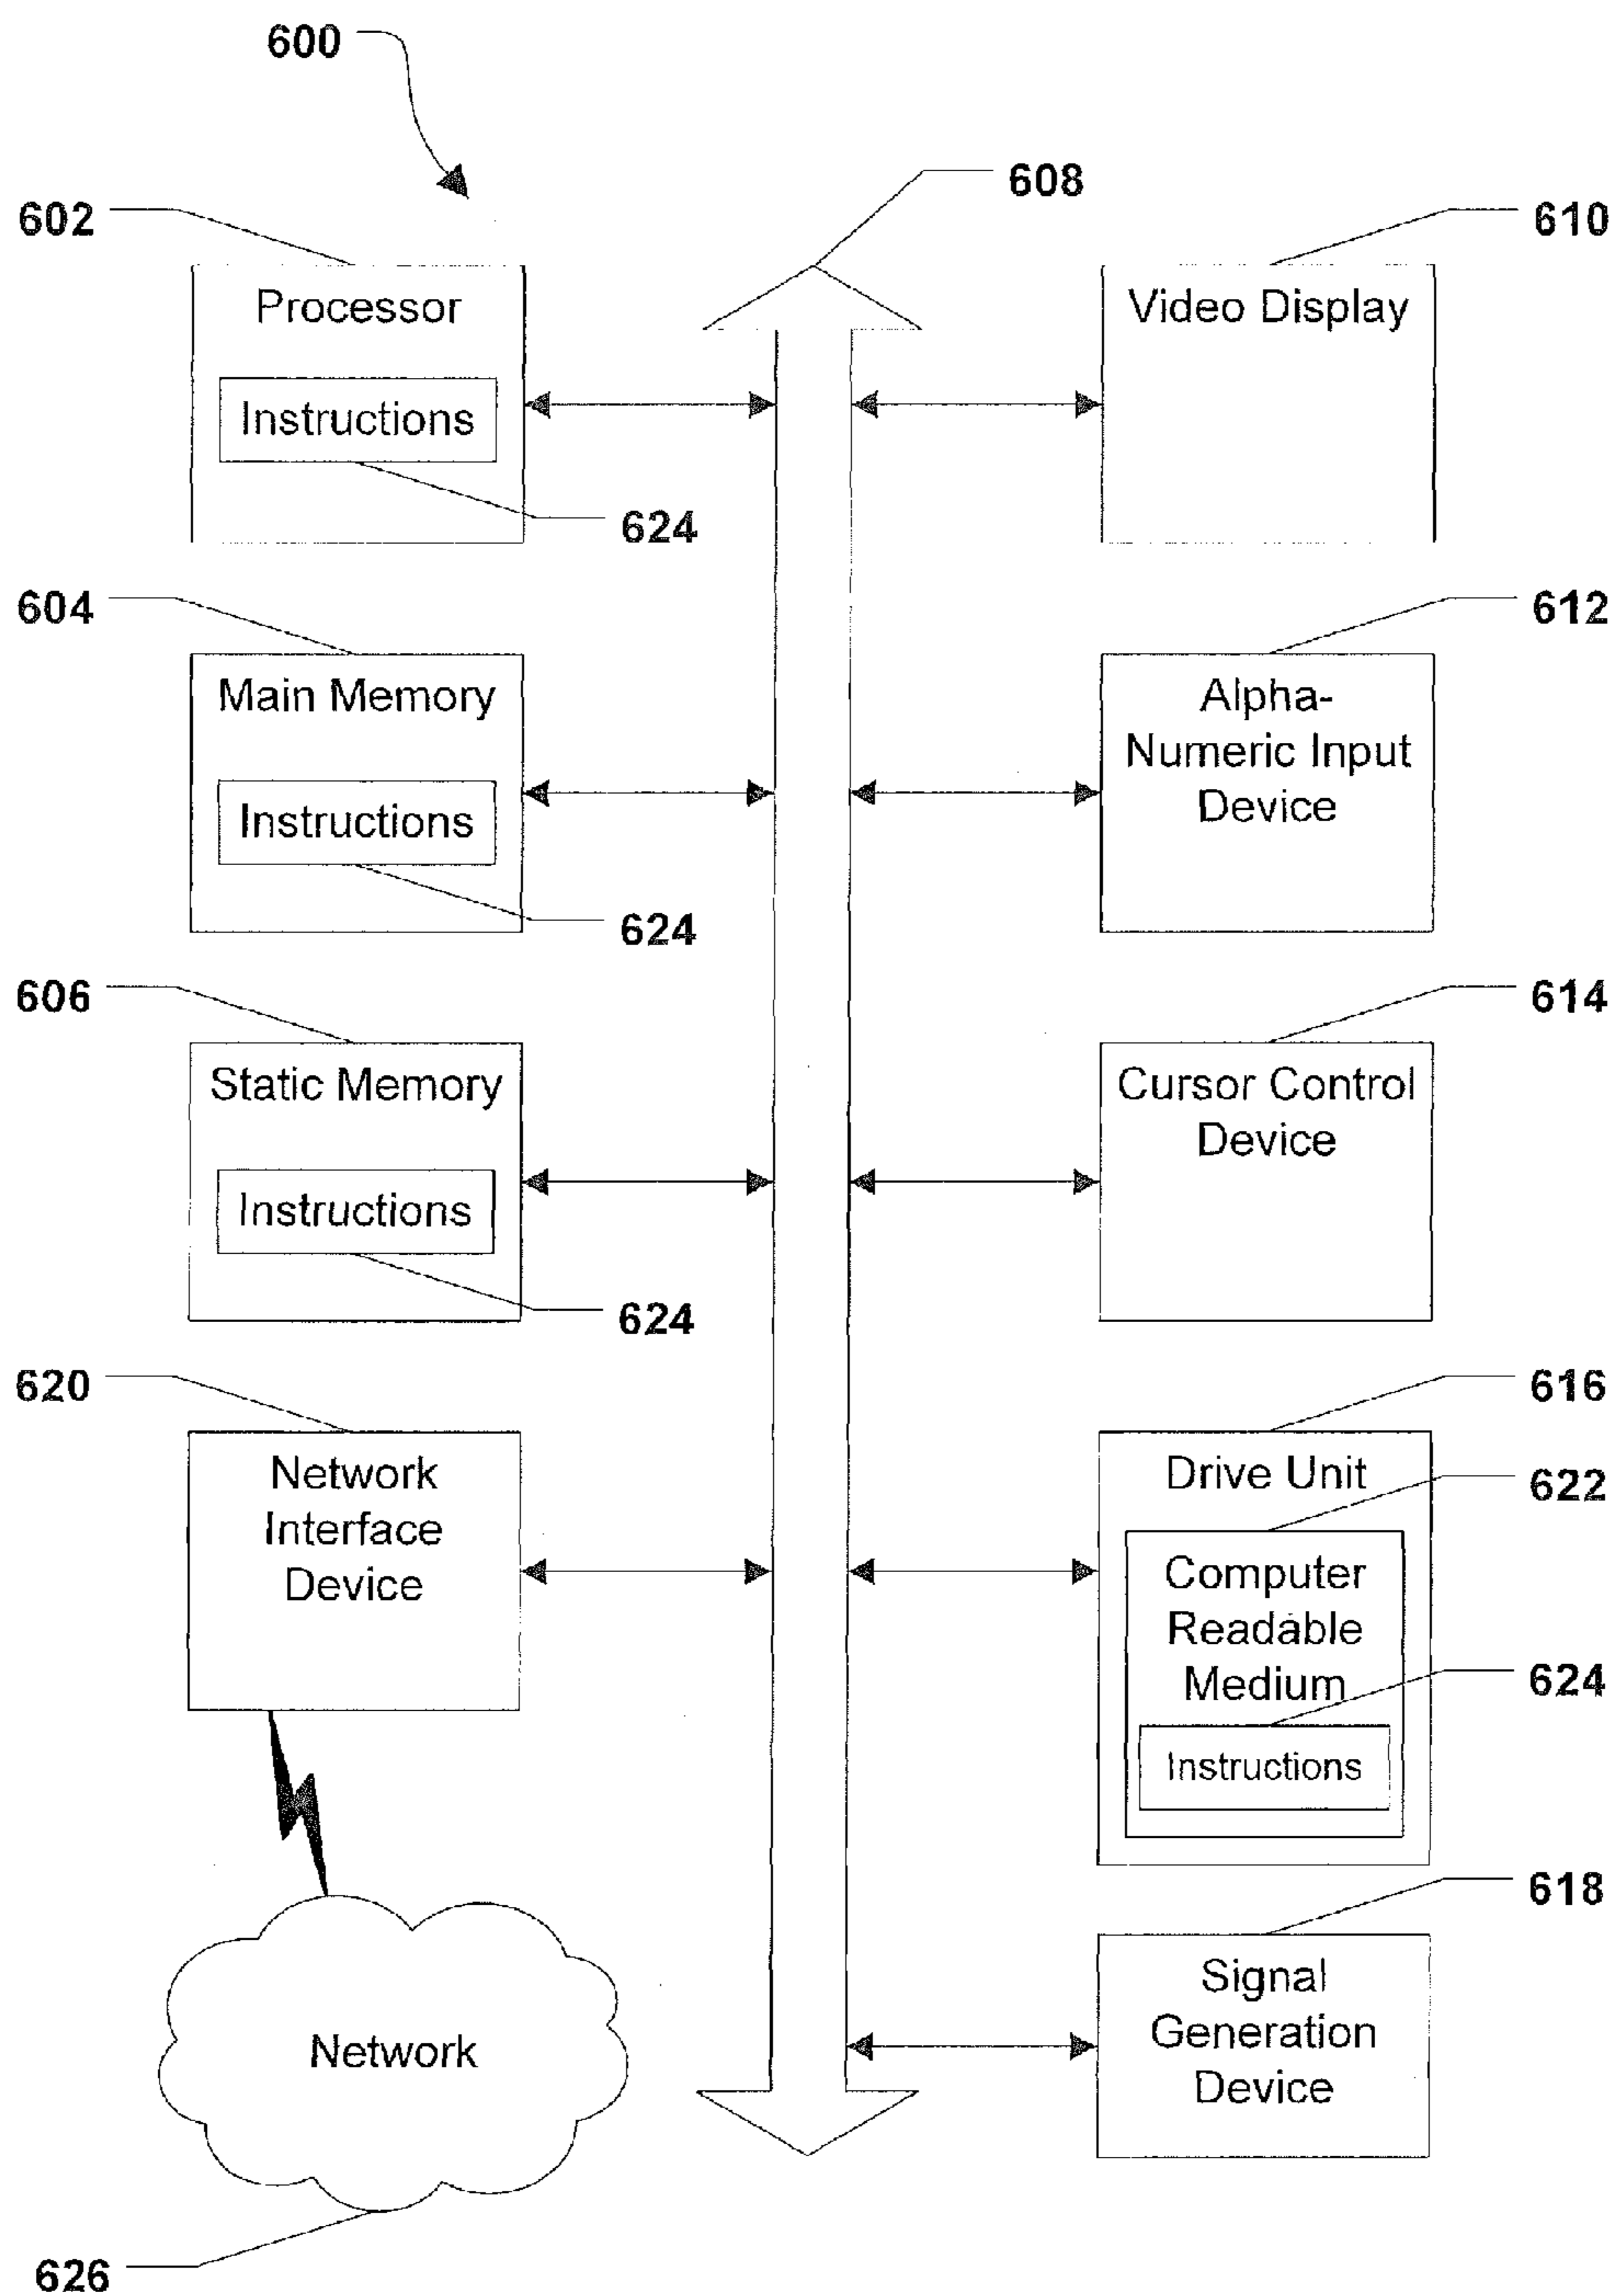 600
608
602
610
Processor
Video Display
Instructions
624
604
612
Main Memory
Alpha-
Numeric Input
Device
Instructions
624
606
614
Static Memory
Cursor Control
Device
Instructions
624
620
616
Network
Interface
Device
Drive Unit
622
Computer
Readable
Medium
624
Instructions
618
Signal
Generation
Device
Network
626